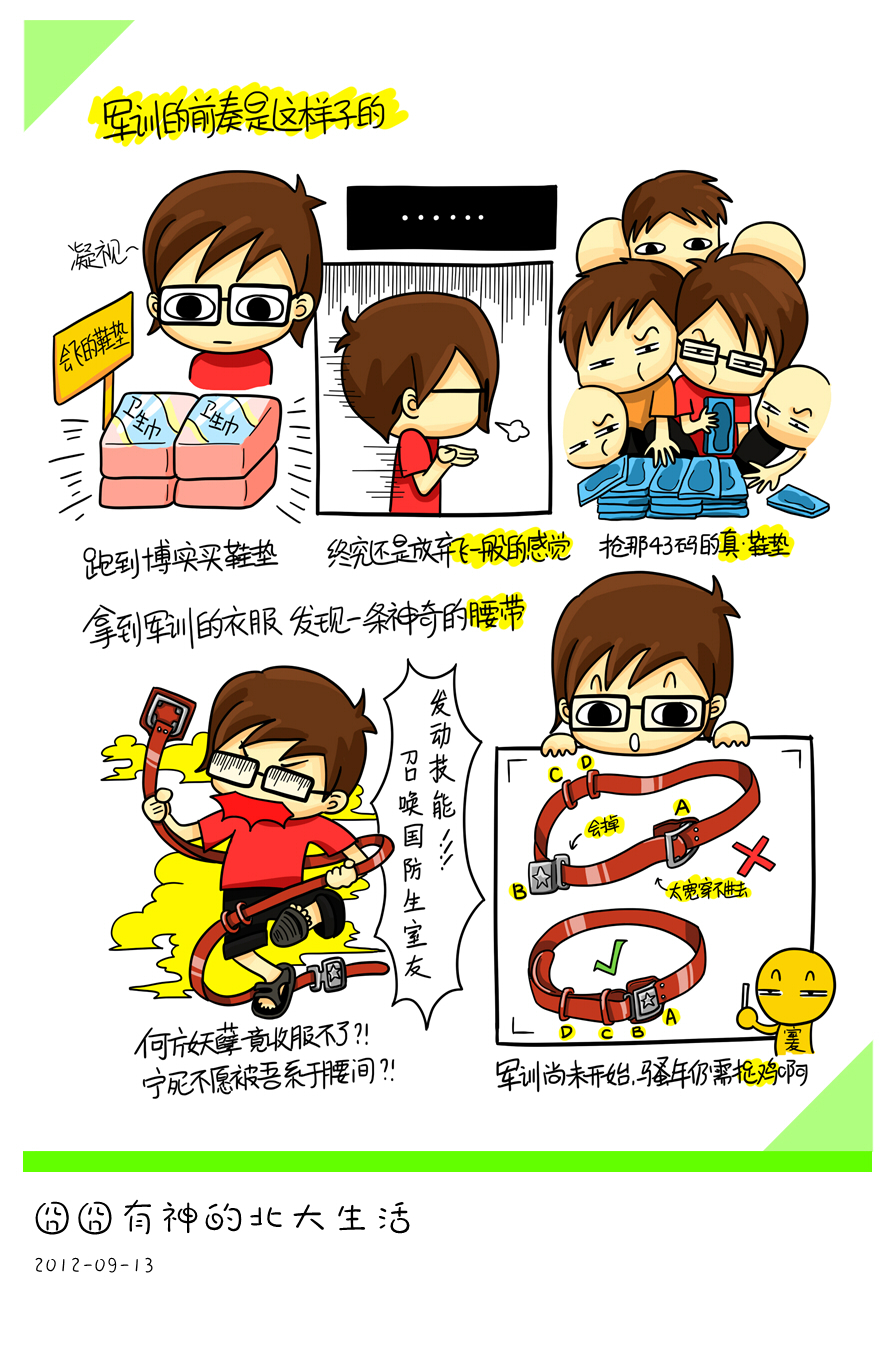 军训的前奏是这样子的
凝视~
会飞的鞋垫
卫生巾
卫生巾
......
跑到博实买鞋垫
终究还是放弃飞一般的感觉
抢那43码的真·鞋垫
拿到军训的衣服 发现一条神奇的腰带
发动技能!!!
召唤国防生室友
何方妖孽竟收服不了?!
宁死不愿被吾系于腰间?!
C D
A
会掉
B
太宽穿不进去
D C B A
军训尚未开始,骚年仍需捉鸡啊
囧囧有神的北大生活
2012-09-13